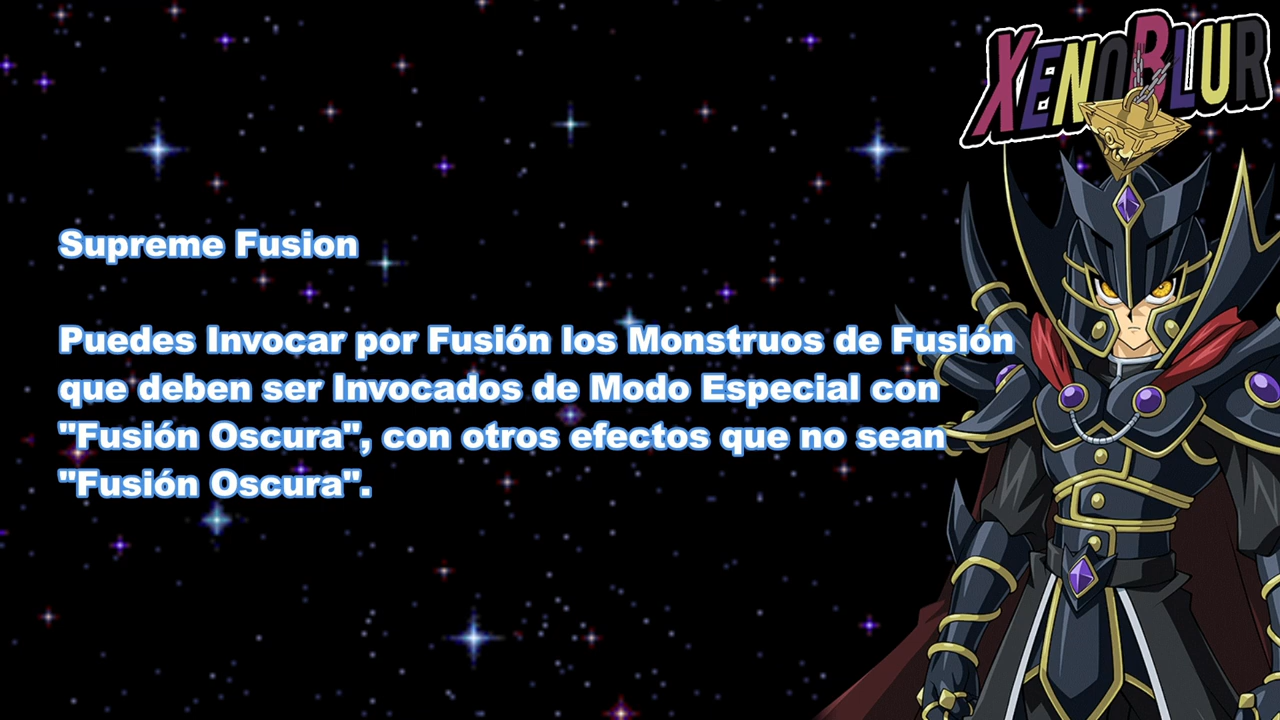 XENOBLUR
Supreme Fusion
Puedes Invocar por Fusión los Monstruos de Fusión
que deben ser Invocados de Modo Especial con
"Fusión Oscura", con otros efectos que no sean
"Fusión Oscura".